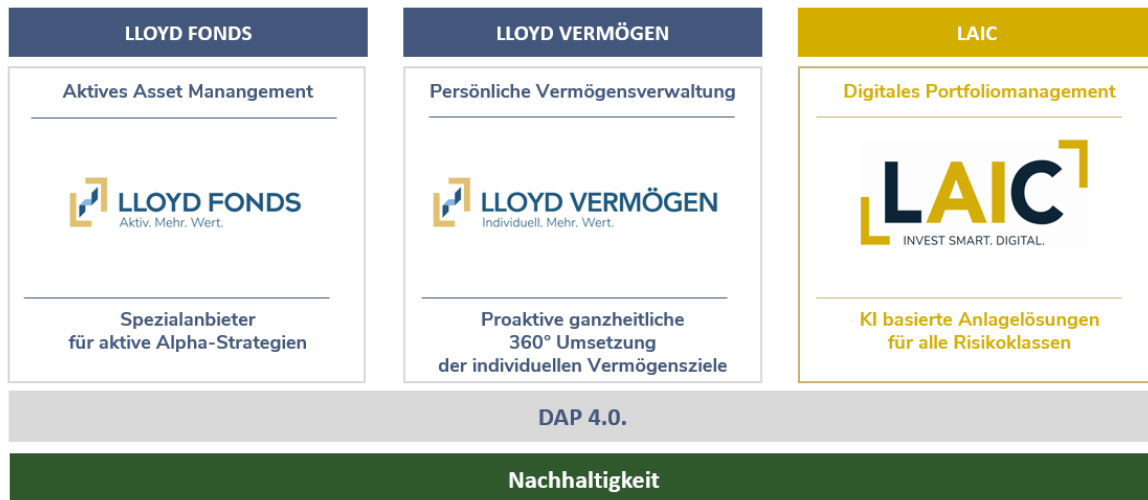 LLOYD FONDS
Aktives Asset Manangement
LLOYD FONDS
Aktiv. Mehr. Wert.
Spezialanbieter
für aktive Alpha-Strategien
LLOYD VERMÖGEN
Persönliche Vermögensverwaltung
LLOYD VERMÖGEN
Individuell. Mehr. Wert.
Proaktive ganzheitliche
360° Umsetzung
der individuellen Vermögensziele
LAIC
Digitales Portfoliomanagement
LAIC
INVEST SMART. DIGITAL.
KI basierte Anlagelösungen
für alle Risikoklassen
DAP 4.0.
Nachhaltigkeit